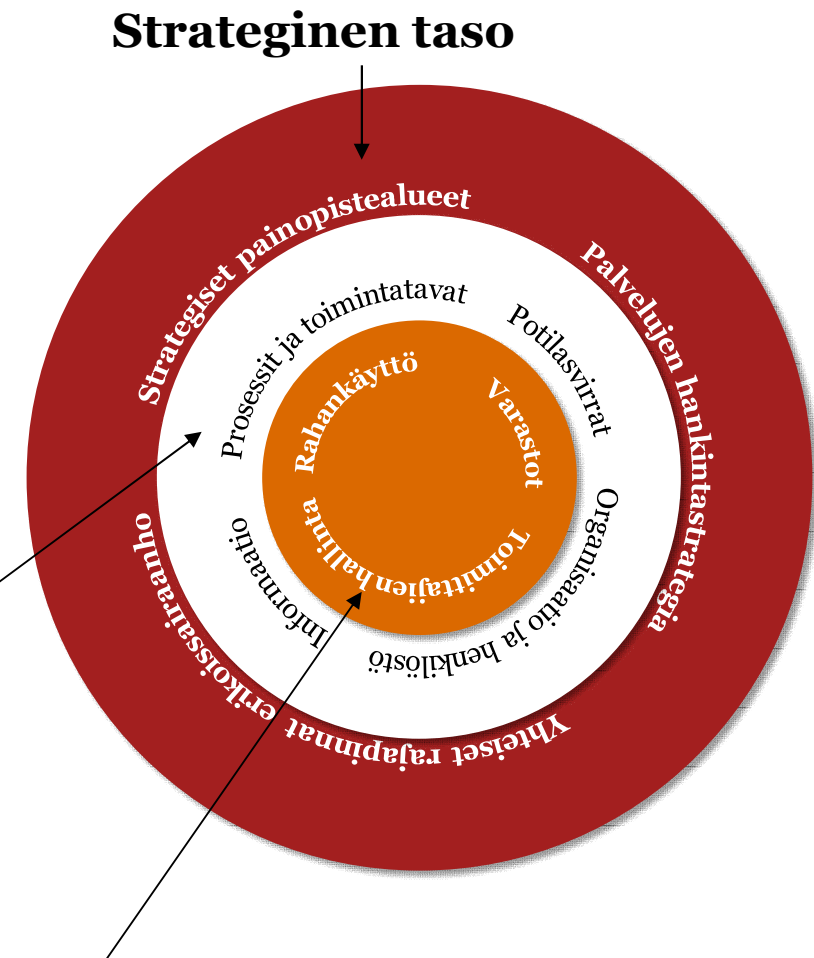 Strateginen taso
Strategiset painopistealueet
Palvelujen hankintastrategia
Yhteiset rajapinnat erikoissairaanho
Prosessit ja toimintatavat
Potilasvirrat
Organisaatio ja henkilöstö
Informaatio
Rahankäyttö
Varastot
Toimittajien hallinta